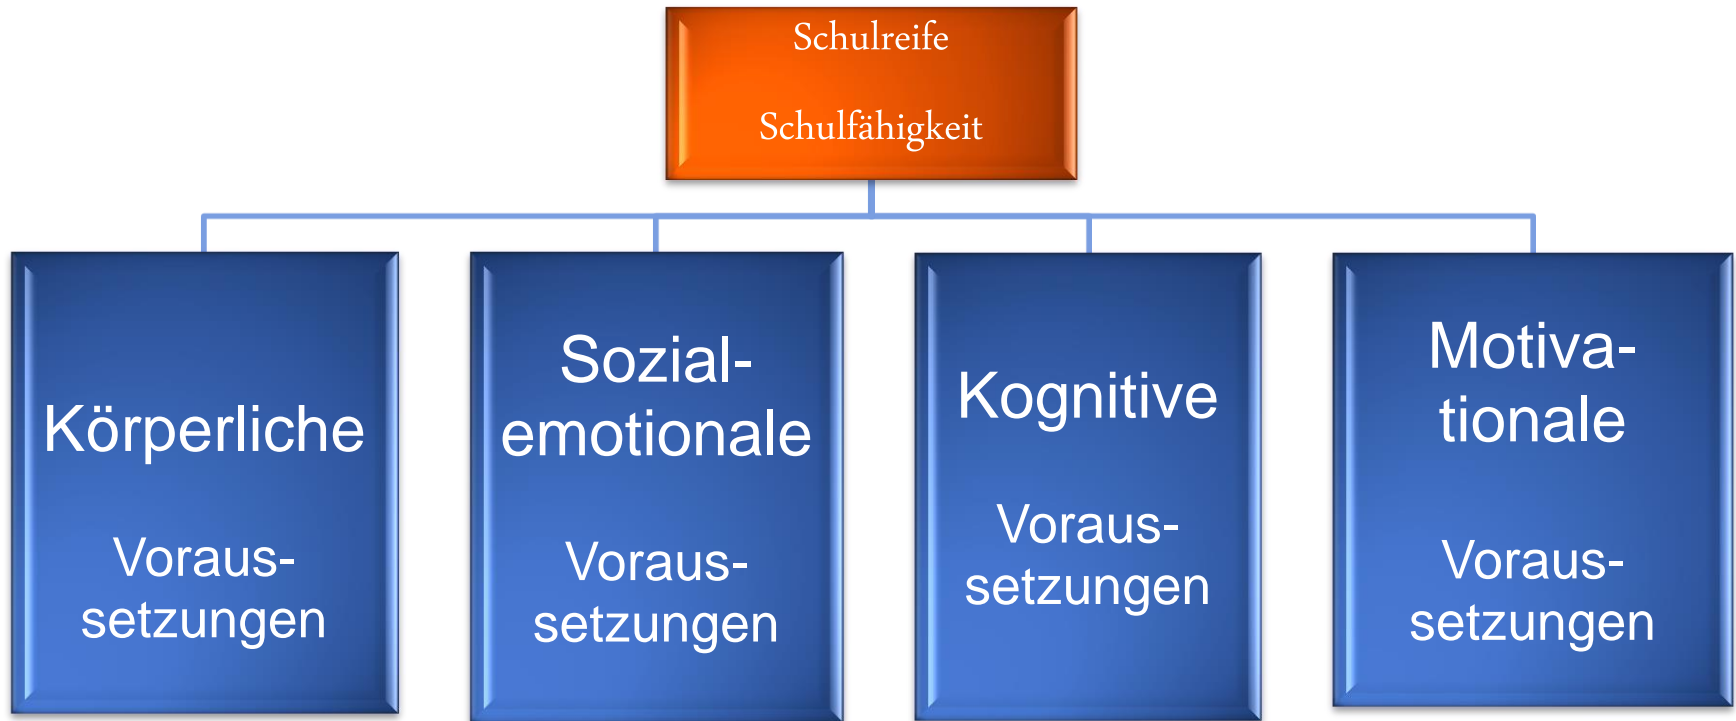 Schulreife
Schulfähigkeit
Körperliche
Voraus-
setzungen
Sozial-
emotionale
Voraus-
setzungen
Kognitive
Voraus-
setzungen
Motiva-
tionale
Voraus-
setzungen